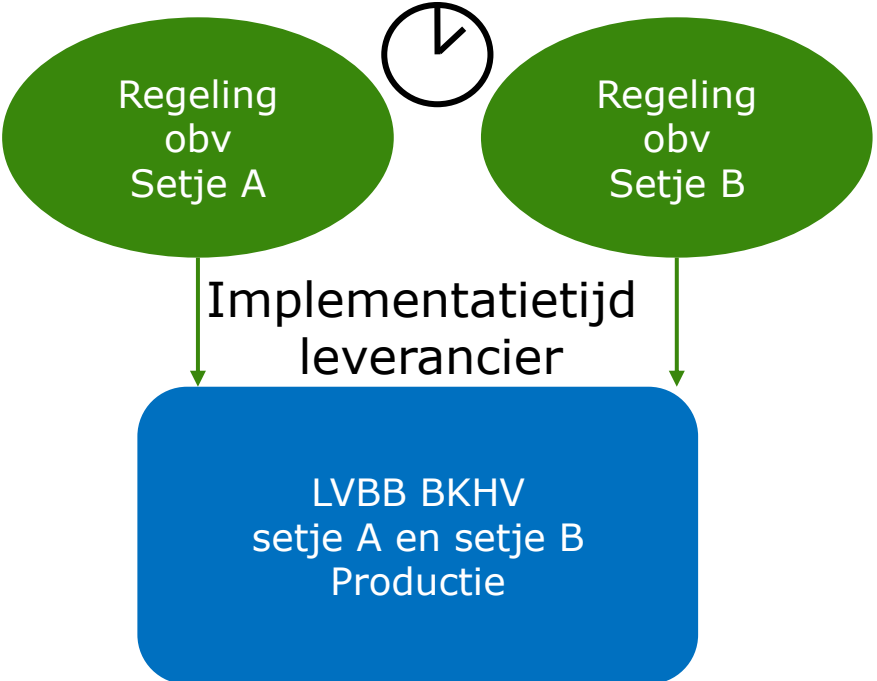 Regeling
obv
Setje A
Regeling
obv
Setje B
Implementatietijd
leverancier
LVBB BKHV
setje A en setje B
Productie